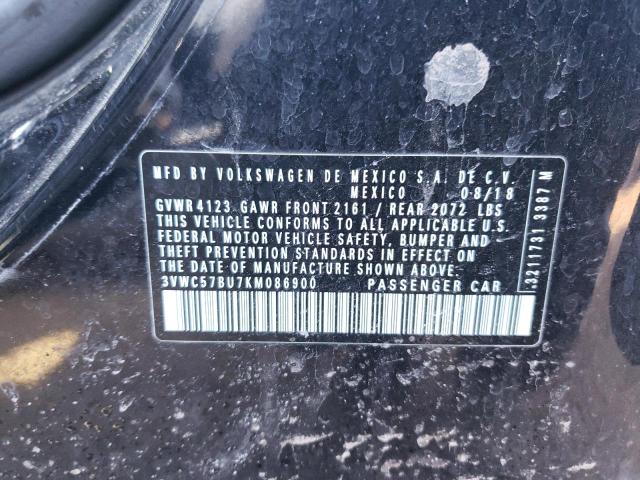 MFD BY VOLKSWAGEN DE MEXICO S.A. DE C.V.
MEXICO 08/18
GVWR 4123 GAWR FRONT 2161 / REAR 2072 LBS
THIS VEHICLE CONFORMS TO ALL APPLICABLE U.S.
FEDERAL MOTOR VEHICLE SAFETY, BUMPER AND
THEFT PREVENTION STANDARDS IN EFFECT ON
THE DATE OF MANUFACTURE SHOWN ABOVE.
3VWC57BU7KM086900 PASSENGER CAR
.3211731 3387 M